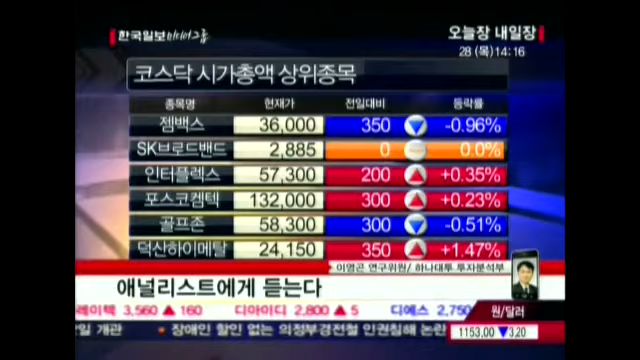 한국일보 미디어그룹
오늘장 내일장
28 (목) 14:16
코스닥 시가총액 상위종목
종목명 현재가 전일대비 등락률
젬백스 36,000 350 ▼ -0.96%
SK브로드밴드 2,885 0 0.0%
인터플렉스 57,300 200 ▲ +0.35%
포스코켐텍 132,000 300 ▲ +0.23%
골프존 58,300 300 ▼ -0.51%
덕산하이메탈 24,150 350 ▲ +1.47%
이영곤 연구위원/ 하나대투 투자분석부
애널리스트에게 듣는다
레이텍 3,560 ▲ 160 디아이디 2,800 ▲ 5 디에스 2,750
원/달러
일 개관 장애인 할인 없는 의정부경전철 인권침해 논란
1153.00 ▼3.20